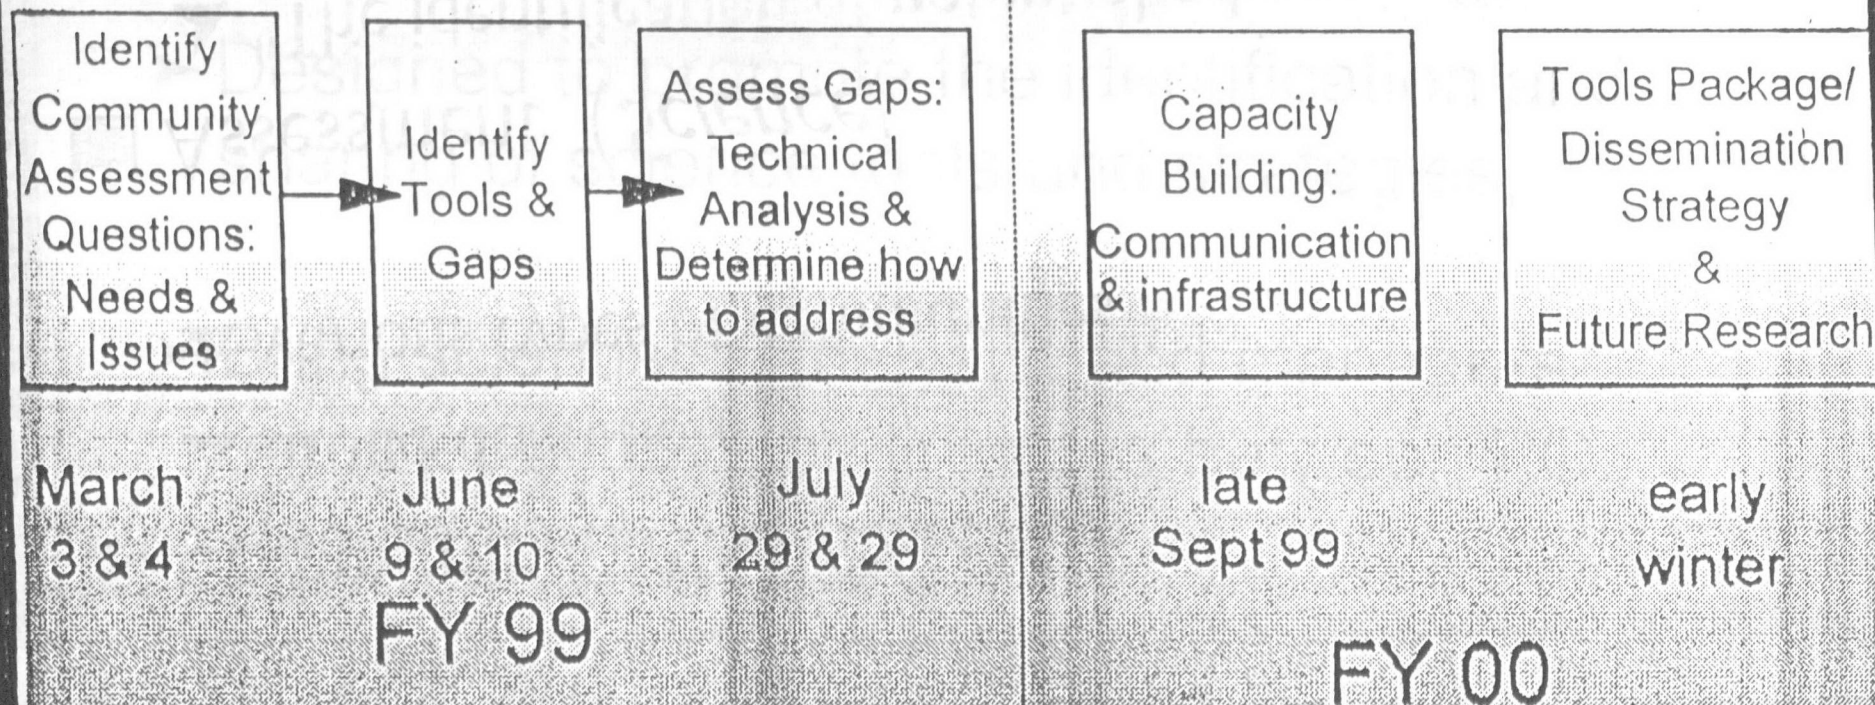 Identify
Community
Assessment
Questions:
Needs &
Issues
Identify
Tools &
Gaps
Assess Gaps:
Technical
Analysis &
Determine how
to address
Capacity
Building:
Communication
& infrastructure
Tools Package/
Dissemination
Strategy
&
Future Research
March
3 & 4
June
9 & 10
July
29 & 29
late
Sept 99
early
winter
FY 99
FY 00